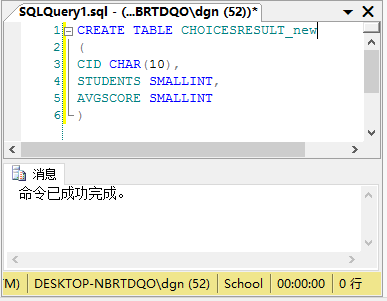 SQLQuery1.sql - (...BRTDQO\dgn (52))*
1 CREATE TABLE CHOICESRESULT_new
2 (
3 CID CHAR(10),
4 STUDENTS SMALLINT,
5 AVGSCORE SMALLINT
6 )
消息
命令已成功完成。
TM) DESKTOP-NBRTDQO\dgn (52) School 00:00:00 0 行